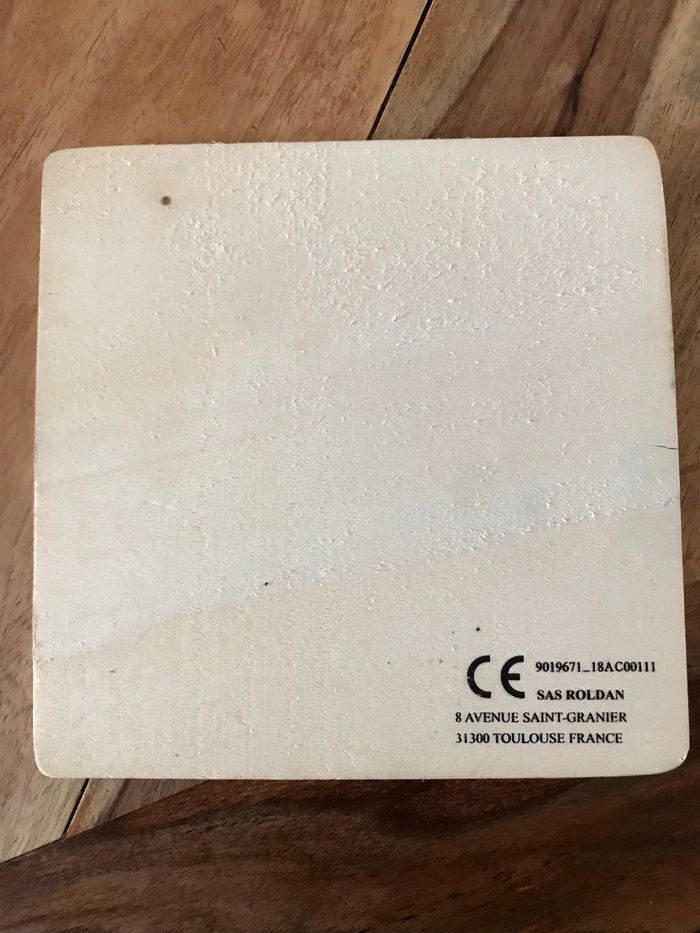 CE 9019671_18AC00111
SAS ROLDAN
8 AVENUE SAINT-GRANIER
31300 TOULOUSE FRANCE